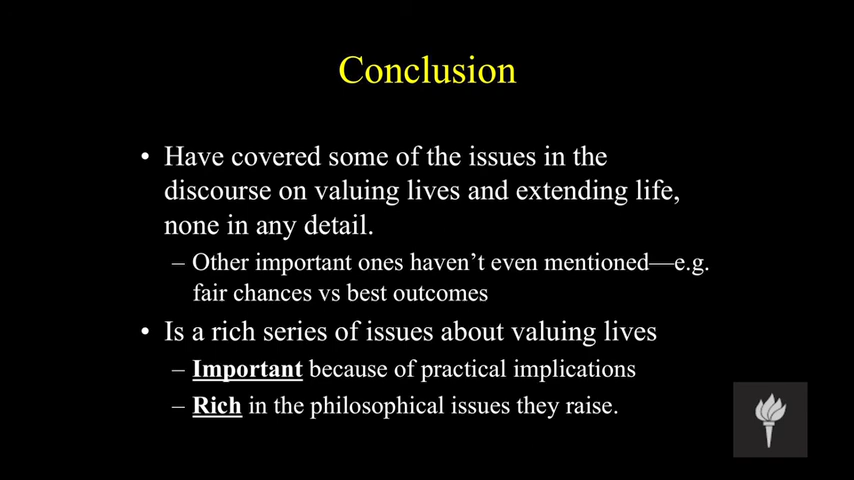 Conclusion
• Have covered some of the issues in the
discourse on valuing lives and extending life,
none in any detail.
– Other important ones haven’t even mentioned—e.g.
fair chances vs best outcomes
• Is a rich series of issues about valuing lives
– Important because of practical implications
– Rich in the philosophical issues they raise.